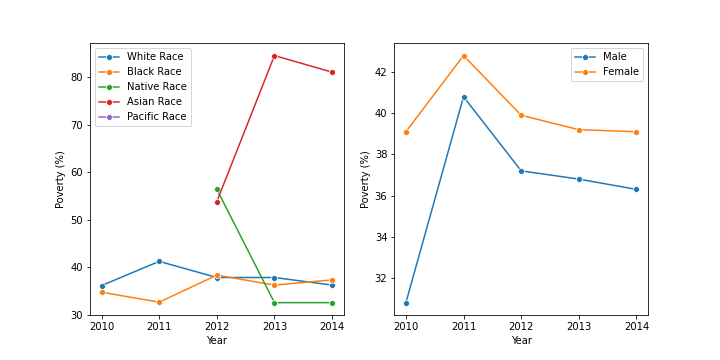 White Race
Black Race
Native Race
Asian Race
Pacific Race
80
70
60
50
40
30
Poverty (%)
2010 2011 2012 2013 2014
Year
Male
Female
42
40
38
36
34
32
Poverty (%)
2010 2011 2012 2013 2014
Year